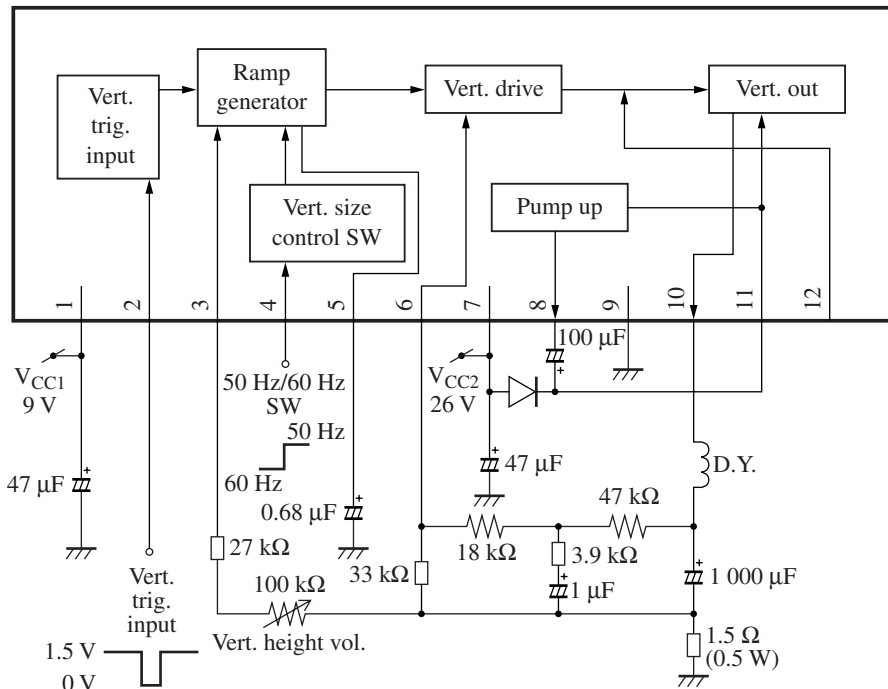 Ramp
generator
Vert.
trig.
input
Vert. drive
Vert. out
Vert. size
control SW
Pump up
1
2
3
4
5
6
7
8
9
10
11
12
VCC1
9 V
50 Hz/60 Hz
SW
50 Hz
60 Hz
VCC2
26 V
100 µF
+
47 µF
+
0.68 µF
+
47 µF
+
D.Y.
47 kΩ
18 kΩ
3.9 kΩ
27 kΩ
33 kΩ
1 µF
+
1 000 µF
+
100 kΩ
Vert. height vol.
1.5 Ω
(0.5 W)
Vert.
trig.
input
1.5 V
0 V